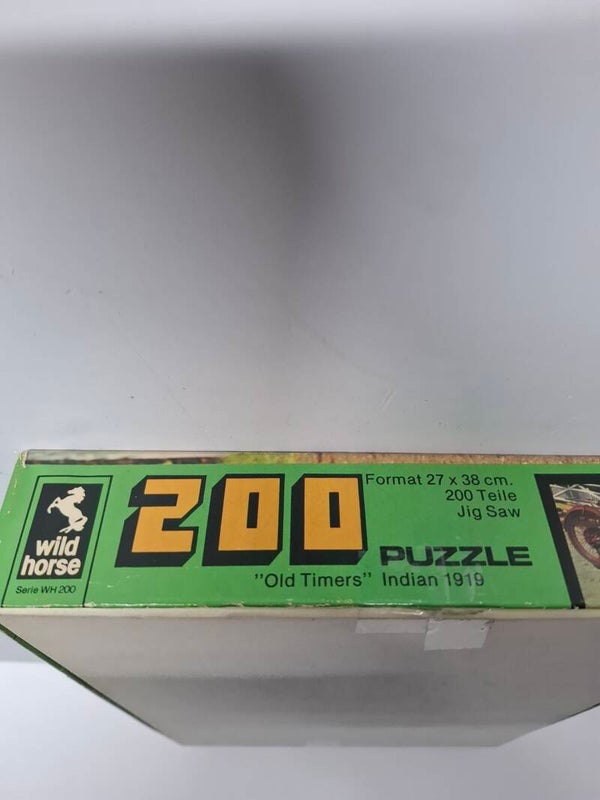 wild
horse
Serie WH 200
200
Format 27 x 38 cm.
200 Teile
Jig Saw
PUZZLE
"Old Timers" Indian 1919